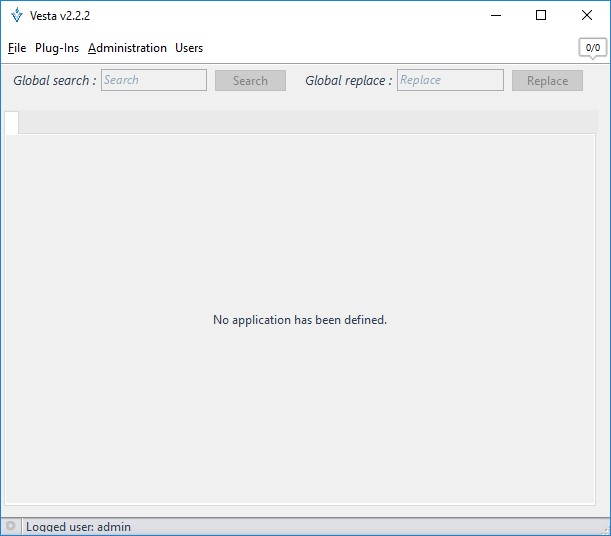 Vesta v2.2.2
File Plug-Ins Administration Users
0/0
Global search : Search Search Global replace : Replace Replace
No application has been defined.
Logged user: admin